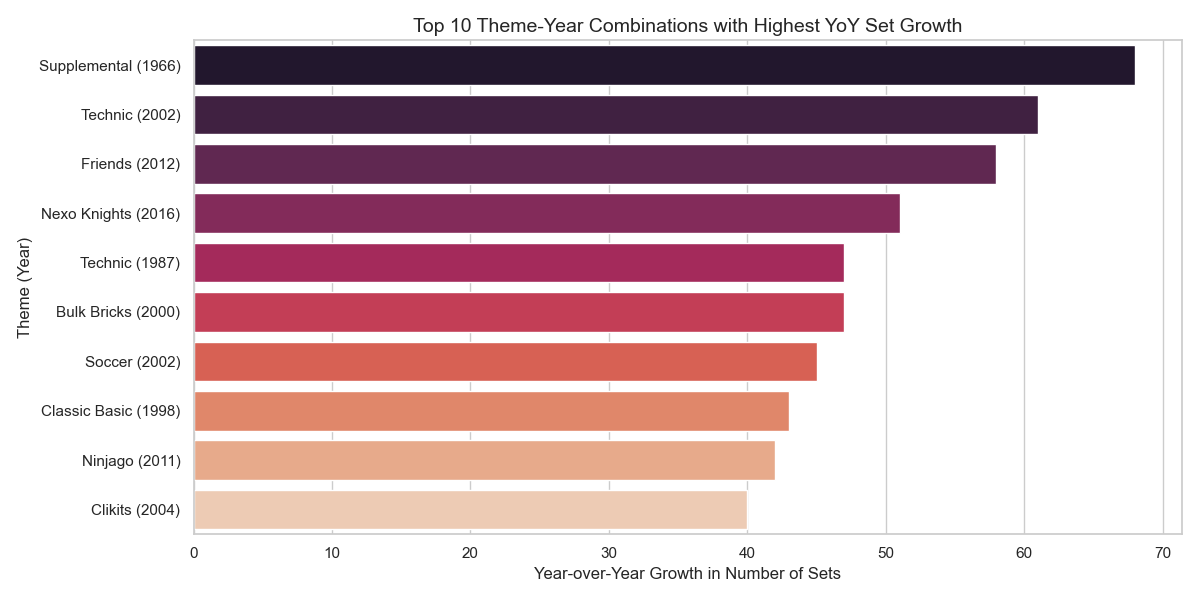 Top 10 Theme-Year Combinations with Highest YoY Set Growth
Theme (Year)
Supplemental (1966)
Technic (2002)
Friends (2012)
Nexo Knights (2016)
Technic (1987)
Bulk Bricks (2000)
Soccer (2002)
Classic Basic (1998)
Ninjago (2011)
Clikits (2004)
0 10 20 30 40 50 60 70
Year-over-Year Growth in Number of Sets